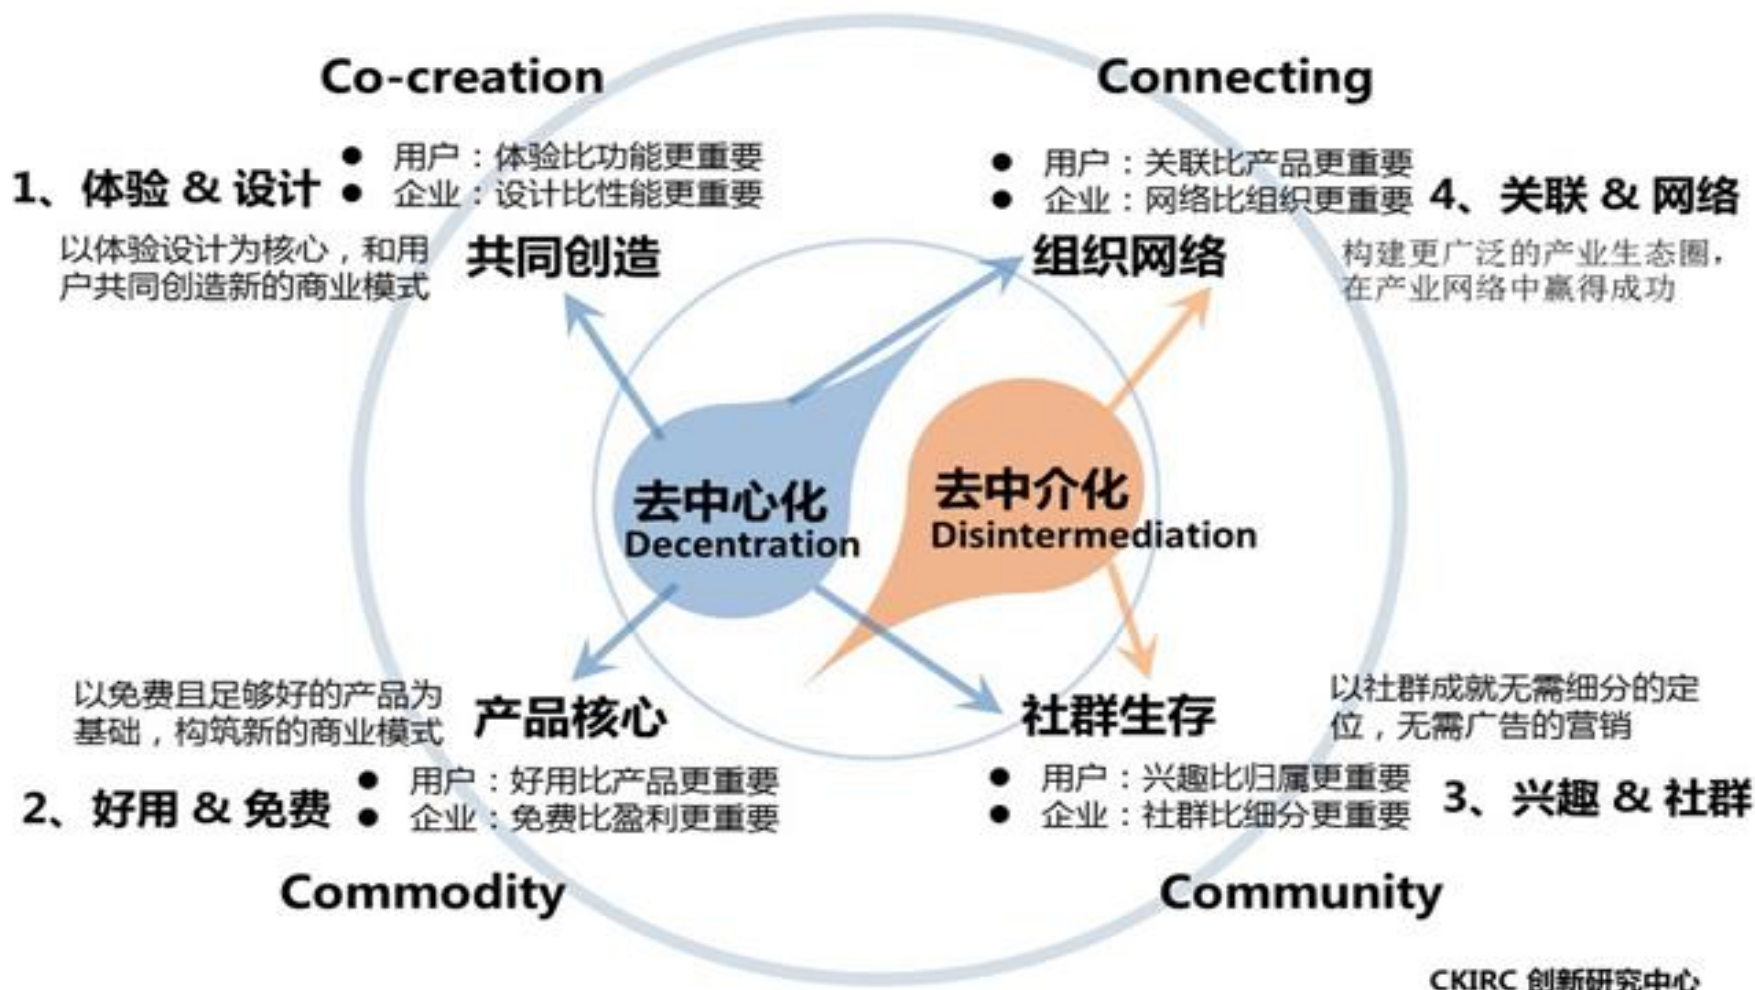 Co-creation
Connecting
1、体验 & 设计
● 用户：体验比功能更重要
● 企业：设计比性能更重要
以体验设计为核心，和用
户共同创造新的商业模式
共同创造
● 用户：关联比产品更重要
● 企业：网络比组织更重要
4、关联 & 网络
组织网络
构建更广泛的产业生态圈，
在产业网络中赢得成功
去中心化
Decentration
去中介化
Disintermediation
以免费且足够好的产品为
基础，构筑新的商业模式
产品核心
2、好用 & 免费
● 用户：好用比产品更重要
● 企业：免费比盈利更重要
社群生存
以社群成就无需细分的定
位，无需广告的营销
● 用户：兴趣比归属更重要
● 企业：社群比细分更重要
3、兴趣 & 社群
Commodity
Community
CKIRC 创新研究中心